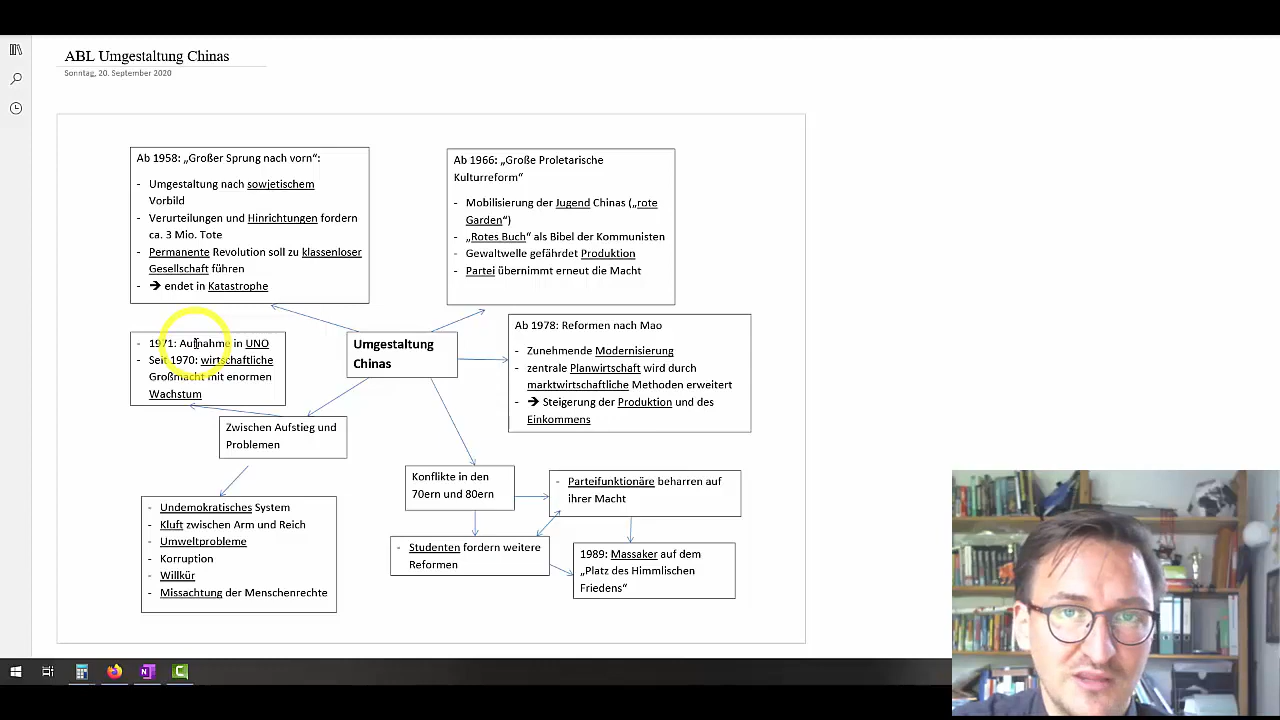 ABL Umgestaltung Chinas
Sonntag, 20. September 2020
Ab 1958: „Großer Sprung nach vorn“:
- Umgestaltung nach sowjetischem
Vorbild
- Verurteilungen und Hinrichtungen fordern
ca. 3 Mio. Tote
- Permanente Revolution soll zu klassenloser
Gesellschaft führen
- → endet in Katastrophe
Ab 1966: „Große Proletarische
Kulturreform“
- Mobilisierung der Jugend Chinas („rote
Garden“)
- „Rotes Buch“ als Bibel der Kommunisten
- Gewaltwelle gefährdet Produktion
- Partei übernimmt erneut die Macht
- 1971: Aufnahme in UNO
- Seit 1970: wirtschaftliche
Großmacht mit enormen
Wachstum
Umgestaltung
Chinas
Ab 1978: Reformen nach Mao
- Zunehmende Modernisierung
- zentrale Planwirtschaft wird durch
marktwirtschaftliche Methoden erweitert
- → Steigerung der Produktion und des
Einkommens
Zwischen Aufstieg und
Problemen
Konflikte in den
70ern und 80ern
- Parteifunktionäre beharren auf
ihrer Macht
- Undemokratisches System
- Kluft zwischen Arm und Reich
- Umweltprobleme
- Korruption
- Willkür
- Missachtung der Menschenrechte
- Studenten fordern weitere
Reformen
1989: Massaker auf dem
„Platz des Himmlischen
Friedens“